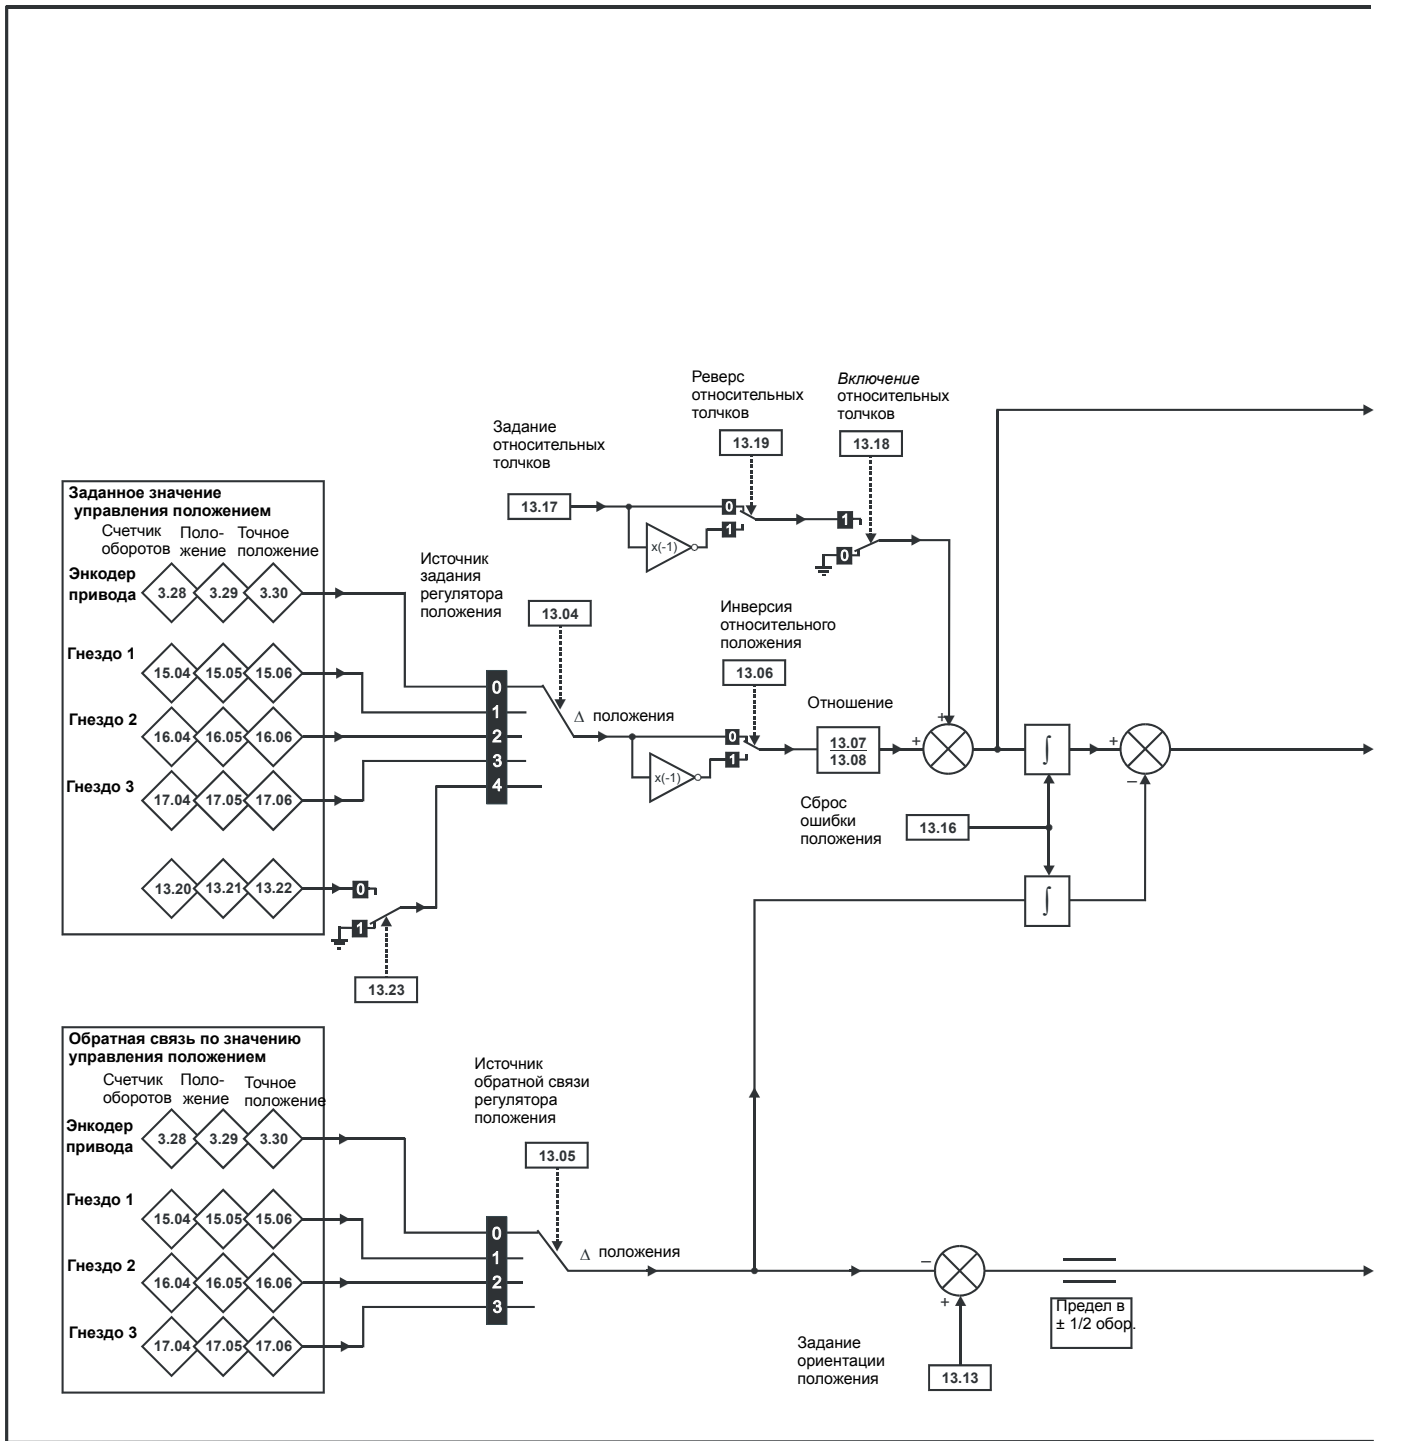 Реверс
относительных
толчков
13.19
Включение
относительных
толчков
13.18
Задание
относительных
толчков
13.17
x(-1)
0
1
1
0
Заданное значение
управления положением
Счетчик
оборотов
Поло-
жение
Точное
положение
Энкодер
привода
3.28 3.29 3.30
Гнездо 1
15.04 15.05 15.06
Гнездо 2
16.04 16.05 16.06
Гнездо 3
17.04 17.05 17.06
13.20 13.21 13.22
0
1
13.23
Источник
задания
регулятора
положения
13.04
0
1
2
3
4
Δ положения
x(-1)
Инверсия
относительного
положения
13.06
0
1
Отношение
13.07
13.08
+
+
∫
+
−
Сброс
ошибки
положения
13.16
∫
Обратная связь по значению
управления положением
Счетчик
оборотов
Поло-
жение
Точное
положение
Энкодер
привода
3.28 3.29 3.30
Гнездо 1
15.04 15.05 15.06
Гнездо 2
16.04 16.05 16.06
Гнездо 3
17.04 17.05 17.06
Источник
обратной связи
регулятора
положения
13.05
0
1
2
3
Δ положения
−
+
Задание
ориентации
положения
13.13
Предел в
± 1/2 обор.